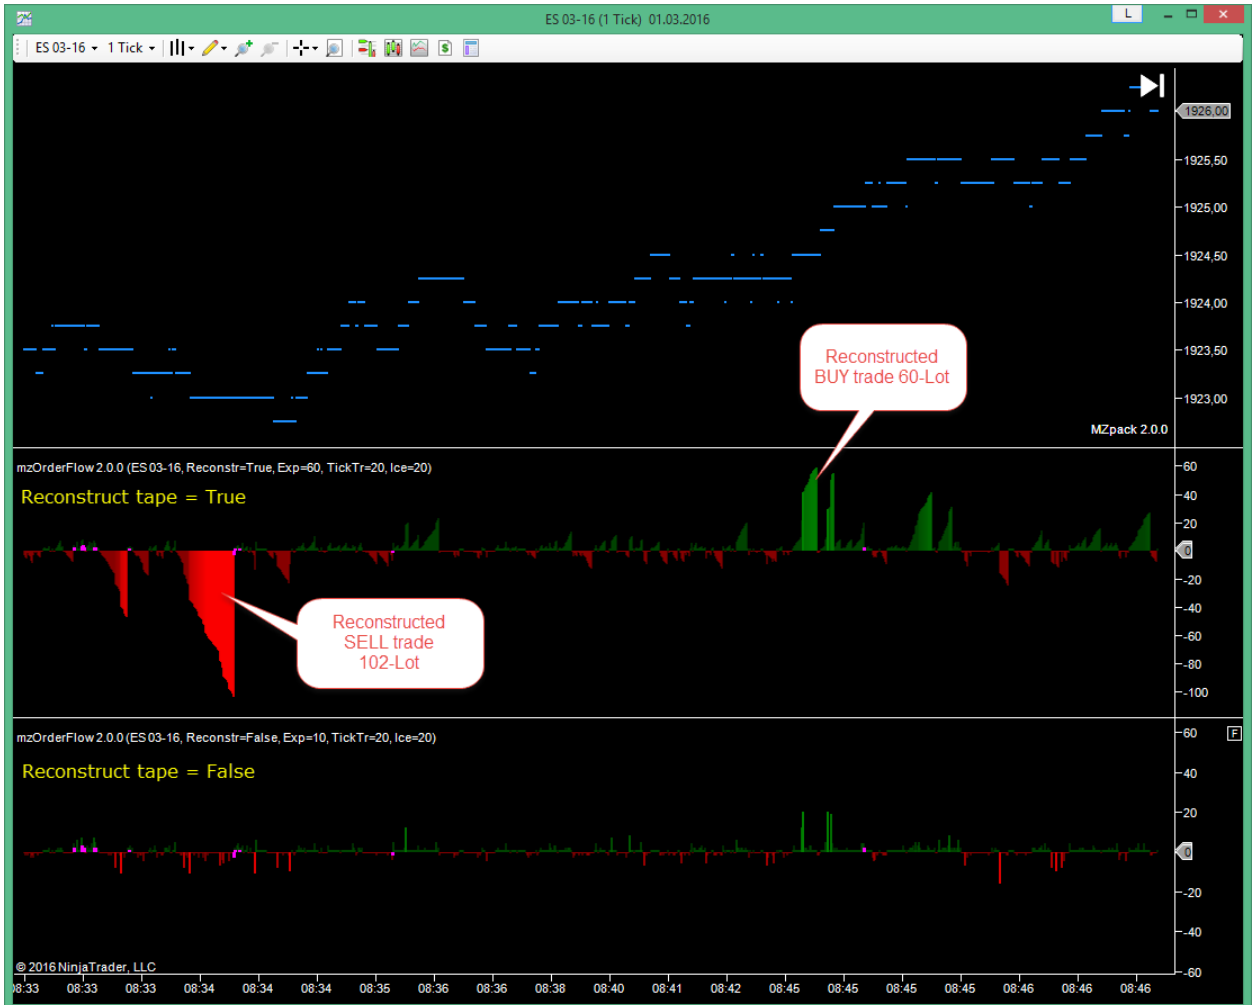 ES 03-16 (1 Tick) 01.03.2016
L
ES 03-16 1 Tick
$
1926,00
1925,50
1925,00
1924,50
1924,00
1923,50
1923,00
Reconstructed
BUY trade 60-Lot
MZpack 2.0.0
mzOrderFlow 2.0.0 (ES 03-16, Reconstr=True, Exp=60, TickTr=20, Ice=20)
Reconstruct tape = True
60
40
20
0
-20
-40
-60
-80
-100
Reconstructed
SELL trade
102-Lot
mzOrderFlow 2.0.0 (ES 03-16, Reconstr=False, Exp=10, TickTr=20, Ice=20)
F
Reconstruct tape = False
60
40
20
0
-20
-40
-60
© 2016 NinjaTrader, LLC
08:33 08:33 08:33 08:34 08:34 08:34 08:35 08:36 08:36 08:38 08:40 08:41 08:42 08:45 08:45 08:45 08:45 08:46 08:46 08:46